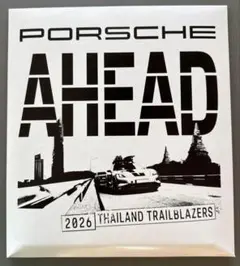 PORSCHE
AHEAD
2026 THAILAND TRAILBLAZERS